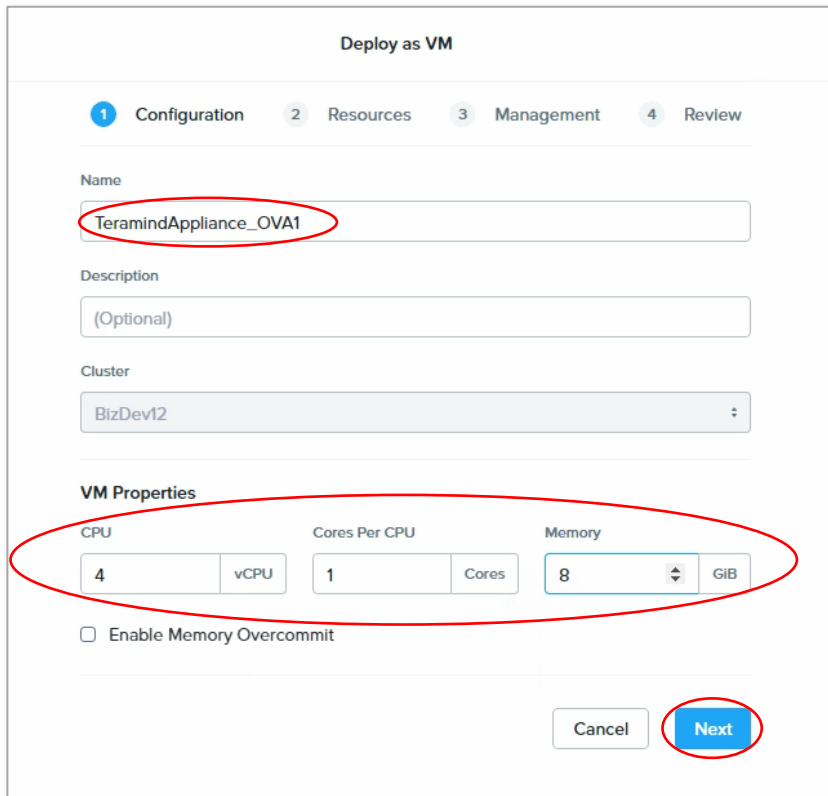 Deploy as VM
1 Configuration 2 Resources 3 Management 4 Review
Name
TeramindAppliance_OVA1
Description
(Optional)
Cluster
BizDev12
VM Properties
CPU Cores Per CPU Memory
4 vCPU 1 Cores 8 GiB
Enable Memory Overcommit
Cancel Next